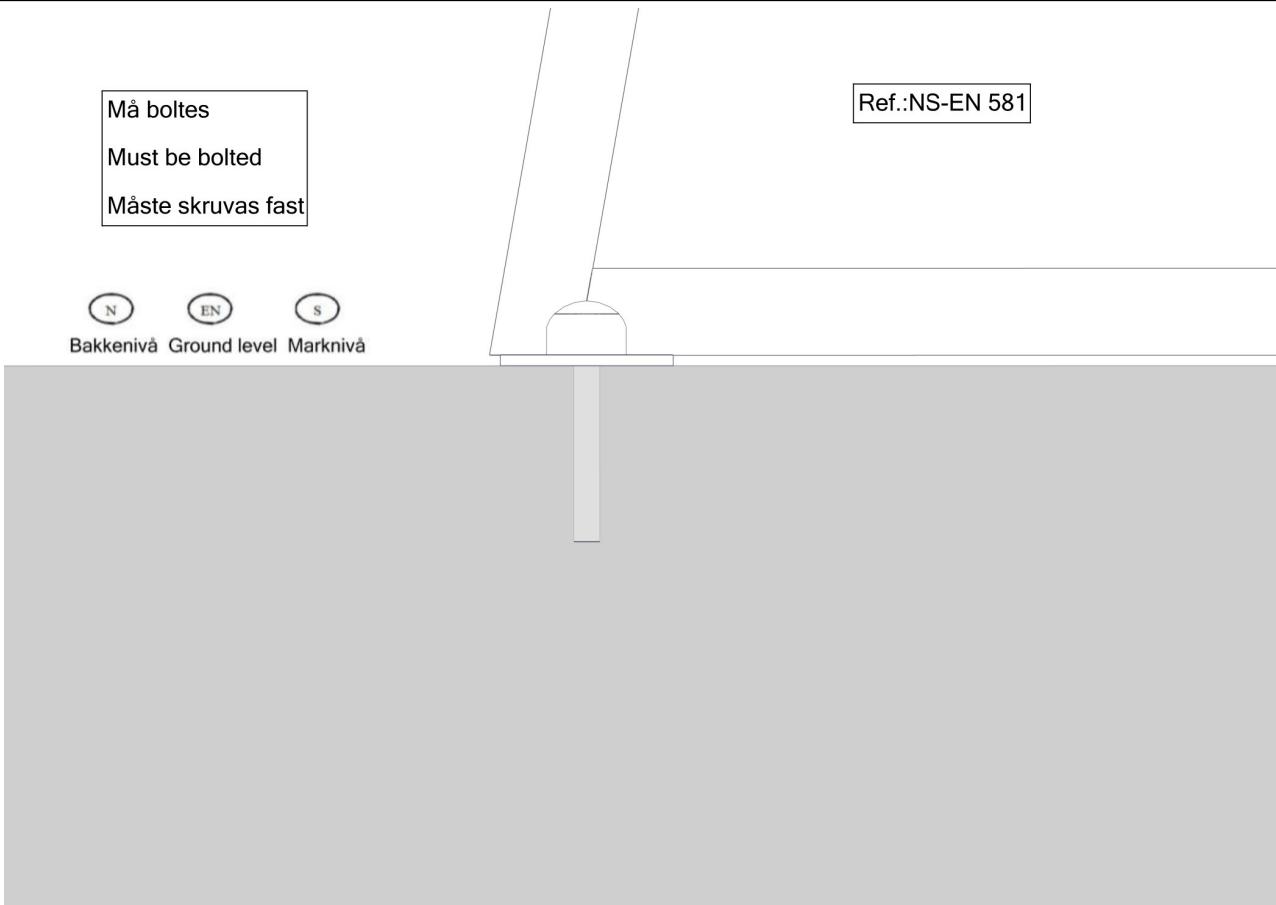 Må boltes
Must be bolted
Måste skruvas fast
Ref.:NS-EN 581
N EN S
Bakkenivå Ground level Marknivå